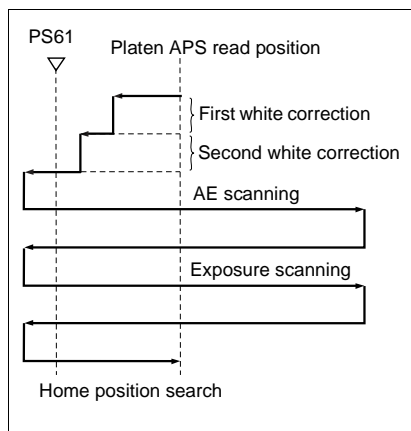 PS61
Platen APS read position
First white correction
Second white correction
AE scanning
Exposure scanning
Home position search